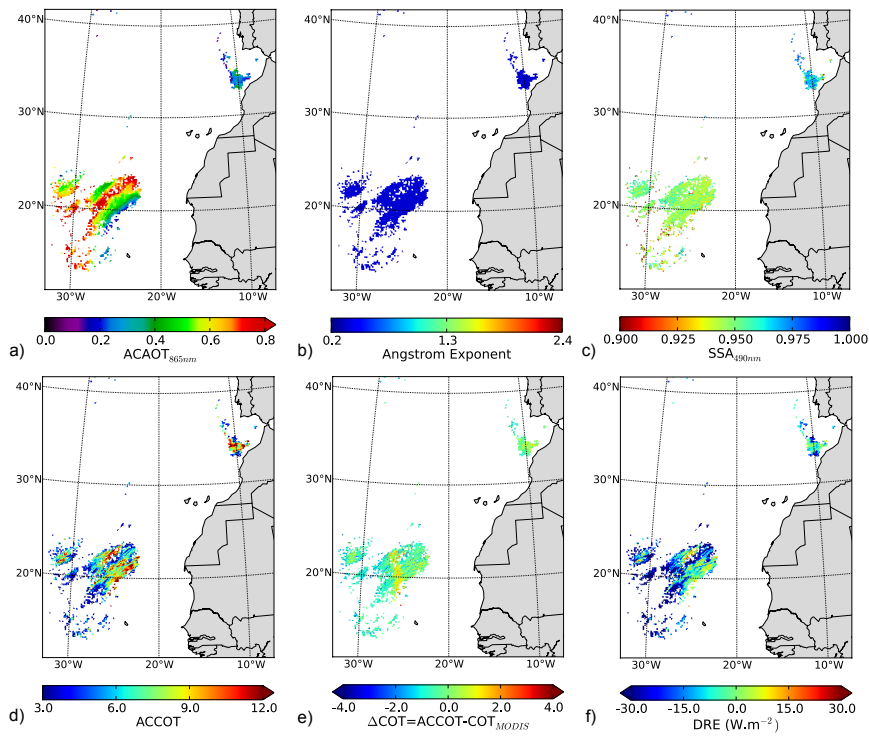 40°N
30°N
20°N
30°W 20°W 10°W
0.0 0.2 0.4 0.6 0.8
a) ACAOT865nm
40°N
30°N
20°N
30°W 20°W 10°W
0.2 1.3 2.4
b) Angstrom Exponent
40°N
30°N
20°N
30°W 20°W 10°W
0.900 0.925 0.950 0.975 1.000
c) SSA490nm
40°N
30°N
20°N
30°W 20°W 10°W
3.0 6.0 9.0 12.0
d) ACCOT
40°N
30°N
20°N
30°W 20°W 10°W
-4.0 -2.0 0.0 2.0 4.0
e) ΔCOT=ACCOT-COTMODIS
40°N
30°N
20°N
30°W 20°W 10°W
-30.0 -15.0 0.0 15.0 30.0
f) DRE (W.m−2)